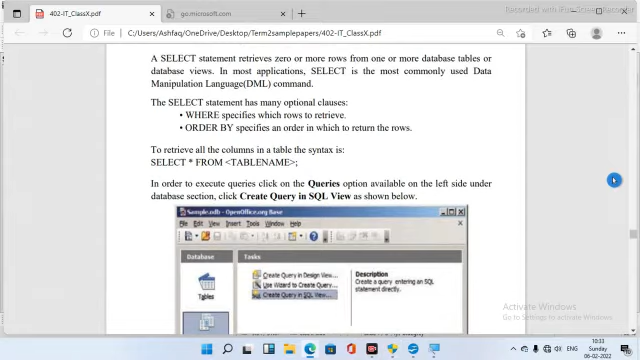 Recorded with iFun Screen Recorder
402-IT_ClassX.pdf
go.microsoft.com
File
C:/Users/Ashfaq/OneDrive/Desktop/Term2samplepapers/402-IT_ClassX.pdf
A SELECT statement retrieves zero or more rows from one or more database tables or
database views. In most applications, SELECT is the most commonly used Data
Manipulation Language(DML) command.
The SELECT statement has many optional clauses:
• WHERE specifies which rows to retrieve.
• ORDER BY specifies an order in which to return the rows.
To retrieve all the columns in a table the syntax is:
SELECT * FROM <TABLENAME>;
In order to execute queries click on the Queries option available on the left side under
database section, click Create Query in SQL View as shown below.
Sample.odb - OpenOffice.org Base
File Edit View Insert Tools Window Help
Database
Tasks
Tables
Create Query in Design View...
Use Wizard to Create Query...
Create Query in SQL View...
Description
Create a query entering an SQL
statement directly.
Activate Windows
Go to Settings to activate Windows.
ENG
10:33
Sunday
06-02-2022